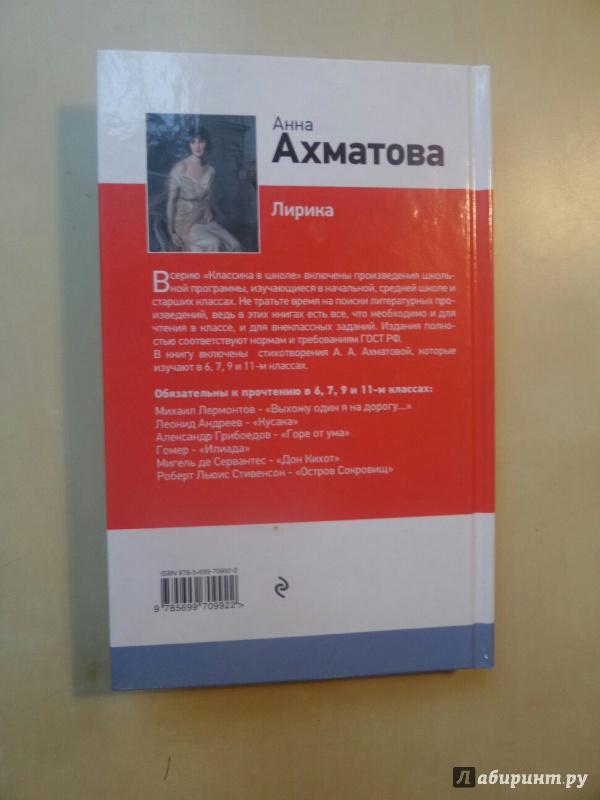 Анна
Ахматова
Лирика
В серию «Классика в школе» включены произведения школь-
ной программы, изучающиеся в начальной, средней школе и
старших классах. Не тратьте время на поиски литературных про-
изведений, ведь в этих книгах есть все, что необходимо и для
чтения в классе, и для внеклассных заданий. Издания полно-
стью соответствуют нормам и требованиям ГОСТ РФ.
В книгу включены стихотворения А. А. Ахматовой, которые
изучают в 6, 7, 9 и 11-м классах.
Обязательны к прочтению в 6, 7, 9 и 11-м классах:
Михаил Лермонтов - «Выхожу один я на дорогу...»
Леонид Андреев - «Кусака»
Александр Грибоедов - «Горе от ума»
Гомер - «Илиада»
Мигель де Сервантес - «Дон Кихот»
Роберт Льюис Стивенсон - «Остров Сокровищ»
ISBN 978-5-699-70992-2
9 785699 709922 >
Лабиринт.ру